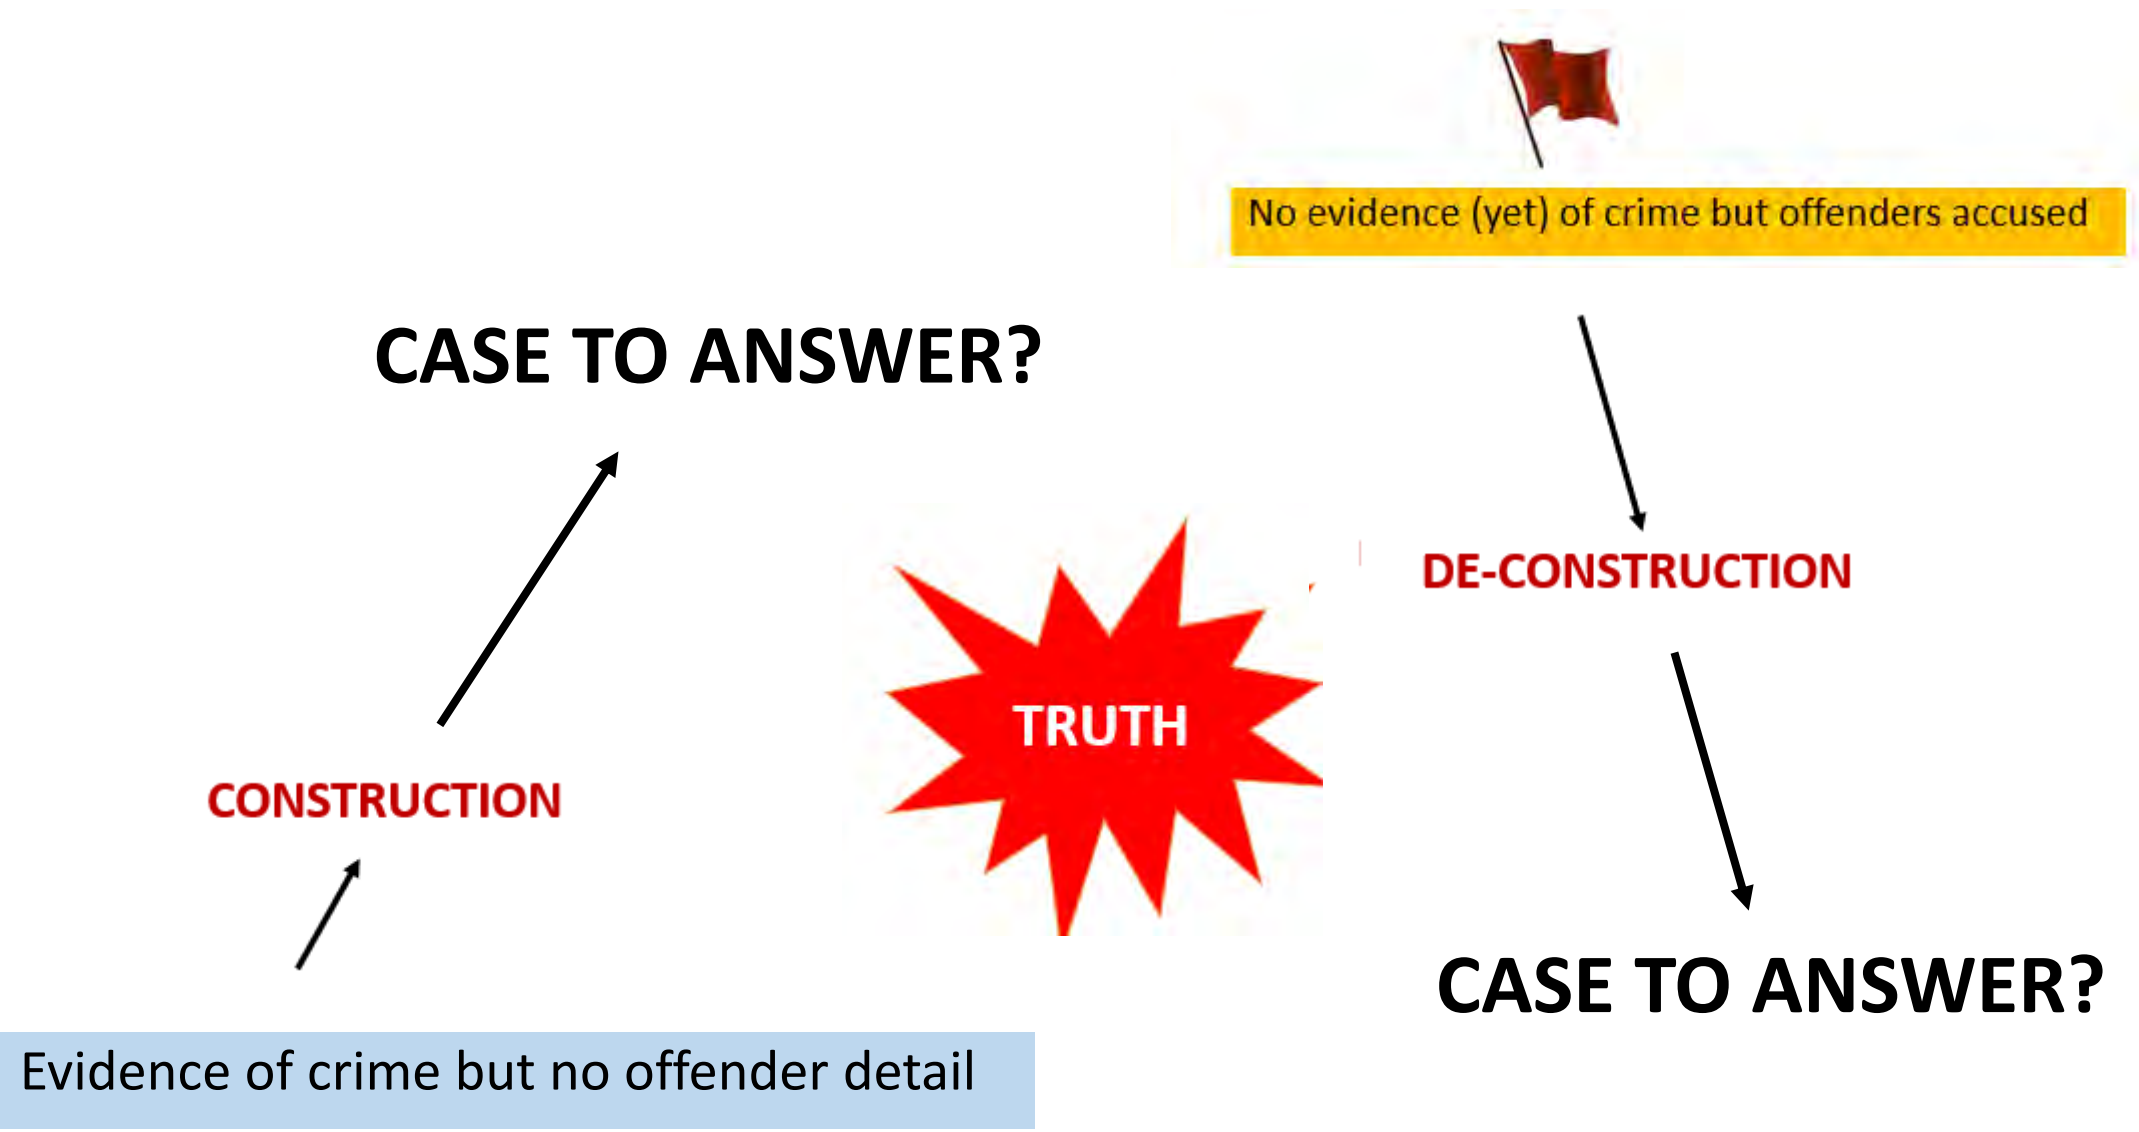 No evidence (yet) of crime but offenders accused
CASE TO ANSWER?
DE-CONSTRUCTION
TRUTH
CONSTRUCTION
CASE TO ANSWER?
Evidence of crime but no offender detail